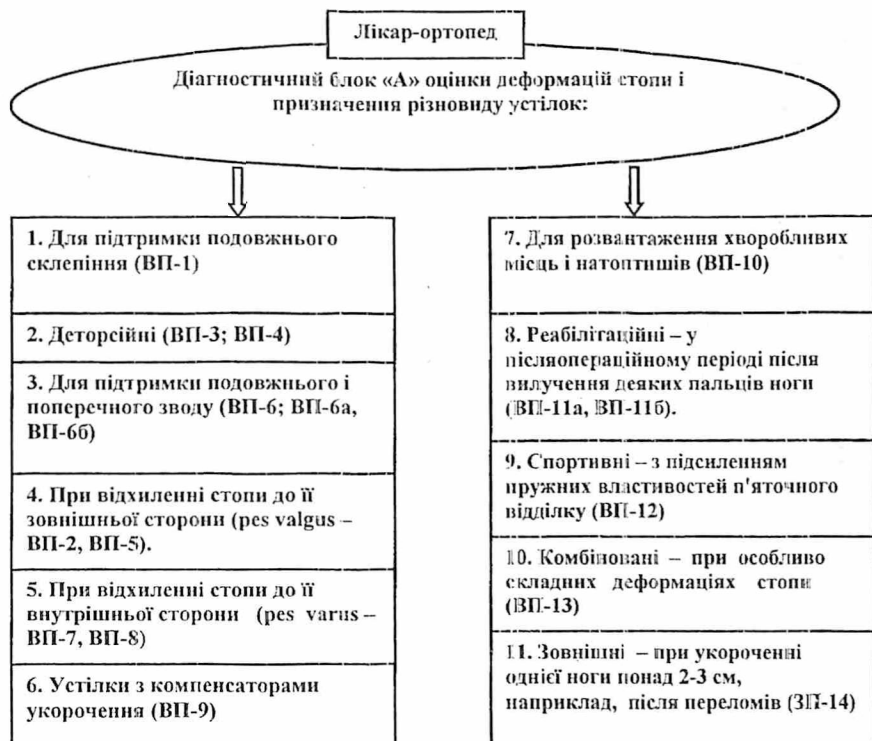 Лікар-ортопед
Діагностичний блок «А» оцінки деформацій стопи і
призначення різновиду устілок:
1. Для підтримки подовжнього
склепіння (ВП-1)
2. Деторсійні (ВП-3; ВП-4)
3. Для підтримки подовжнього і
поперечного зводу (ВП-6; ВП-6а,
ВП-6б)
4. При відхиленні стопи до її
зовнішньої сторони (pes valgus –
ВП-2, ВП-5).
5. При відхиленні стопи до її
внутрішньої сторони (pes varus –
ВП-7, ВП-8)
6. Устілки з компенсаторами
укорочення (ВП-9)
7. Для розвантаження хворобливих
місць і натоптишів (ВП-10)
8. Реабілітаційні – у
післяопераційному періоді після
вилучення деяких пальців ноги
(ВП-11а, ВП-11б).
9. Спортивні – з підсиленням
пружних властивостей п'яточного
відділку (ВП-12)
10. Комбіновані – при особливо
складних деформаціях стопи
(ВП-13)
11. Зовнішні – при укороченні
однієї ноги понад 2-3 см,
наприклад, після переломів (ЗП-14)